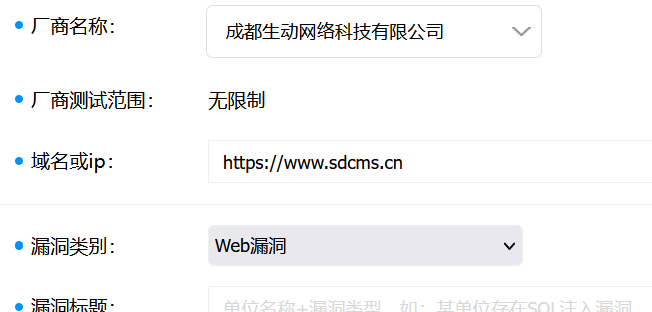 厂商名称： 成都生动网络科技有限公司
厂商测试范围： 无限制
域名或ip： https://www.sdcms.cn
漏洞类别： Web漏洞
漏洞标题： 单位名称+漏洞类型，如：某单位存在SQL注入漏洞